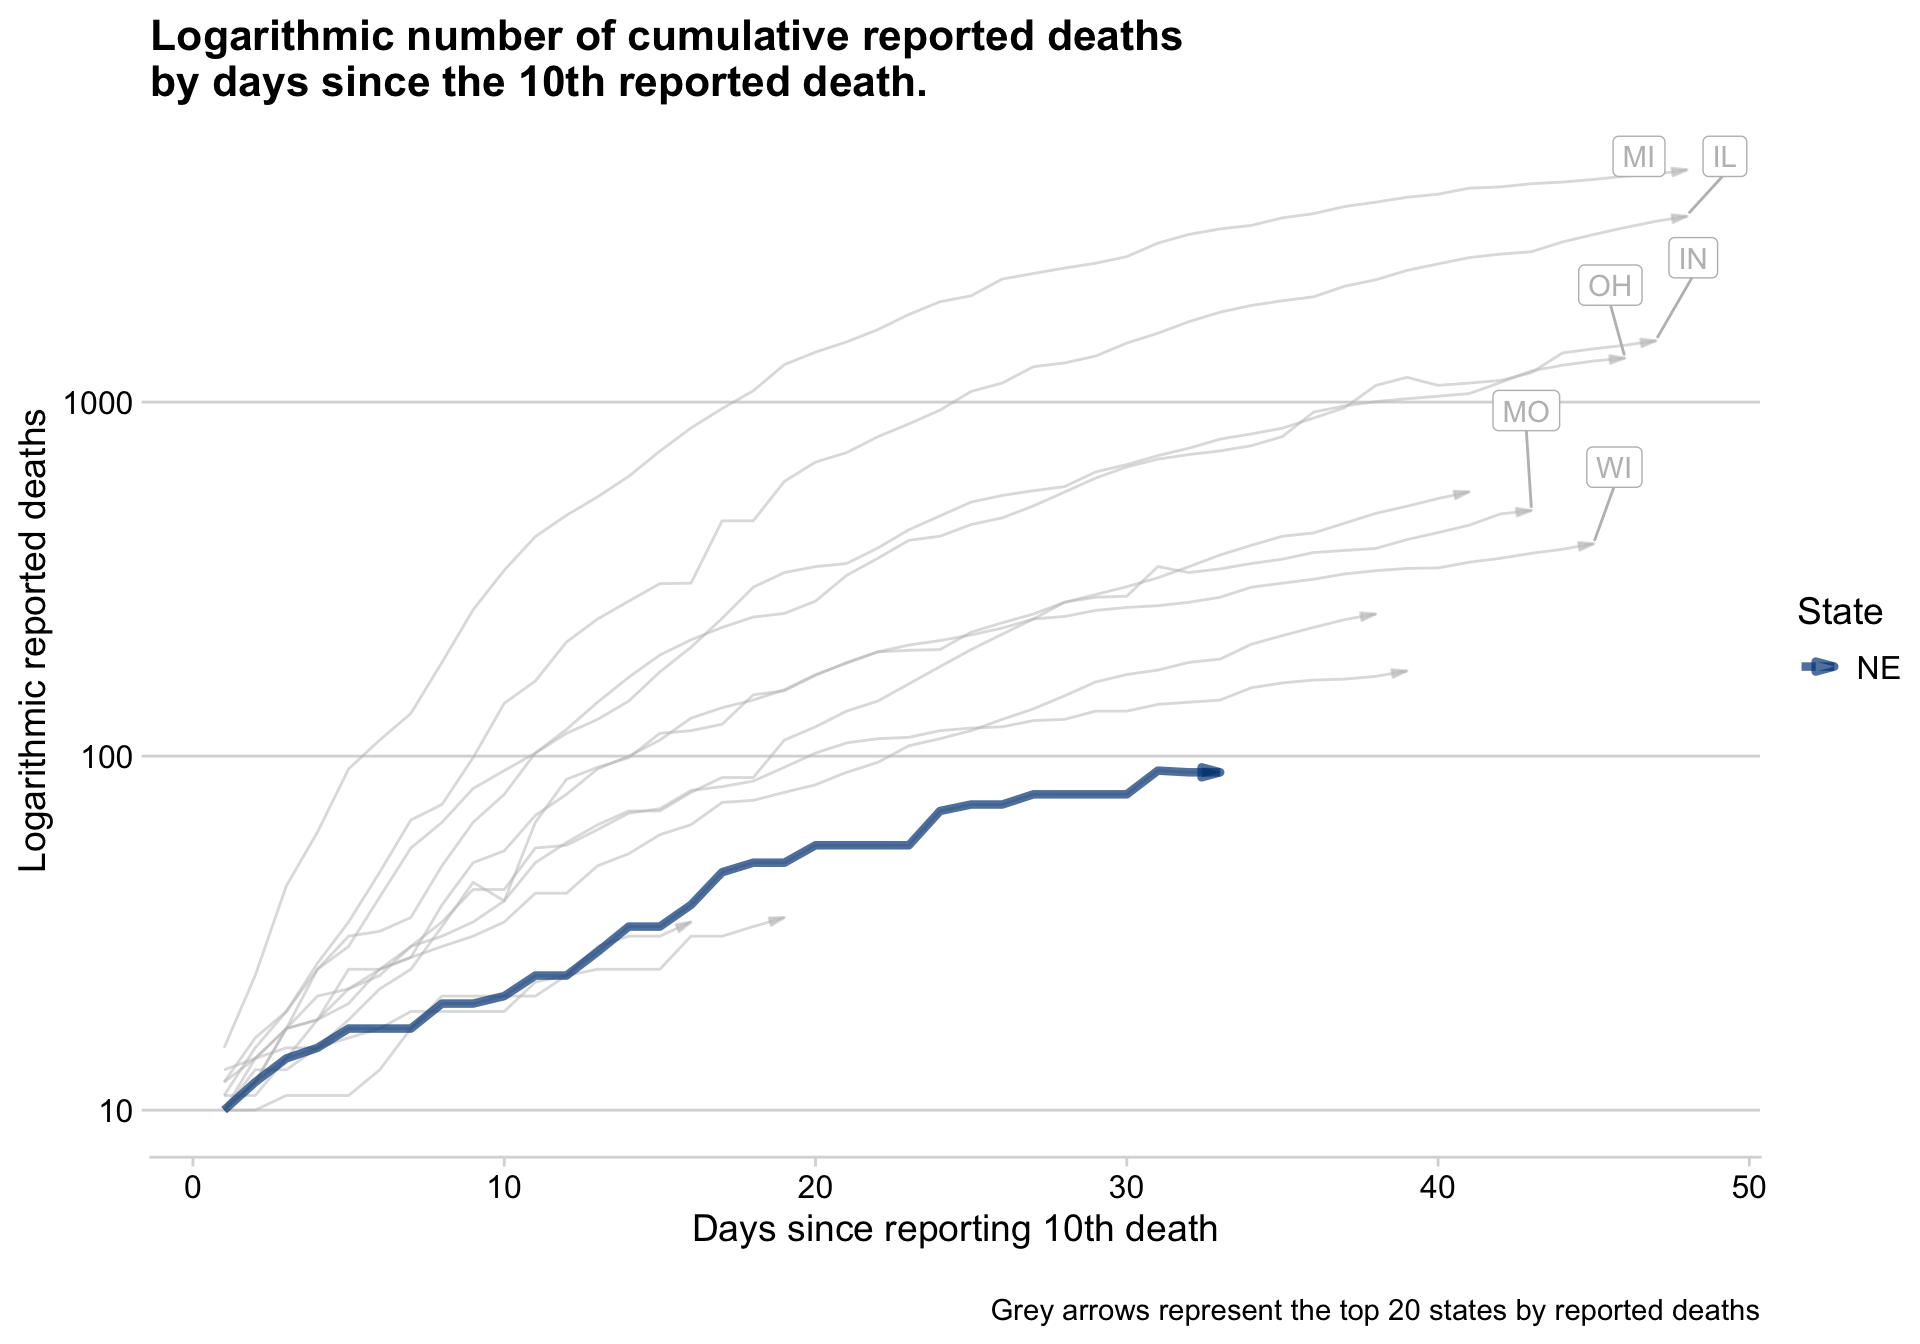 Logarithmic number of cumulative reported deaths
by days since the 10th reported death.
MI
IL
IN
OH
MO
WI
1000
100
10
Logarithmic reported deaths
State
NE
0 10 20 30 40 50
Days since reporting 10th death
Grey arrows represent the top 20 states by reported deaths